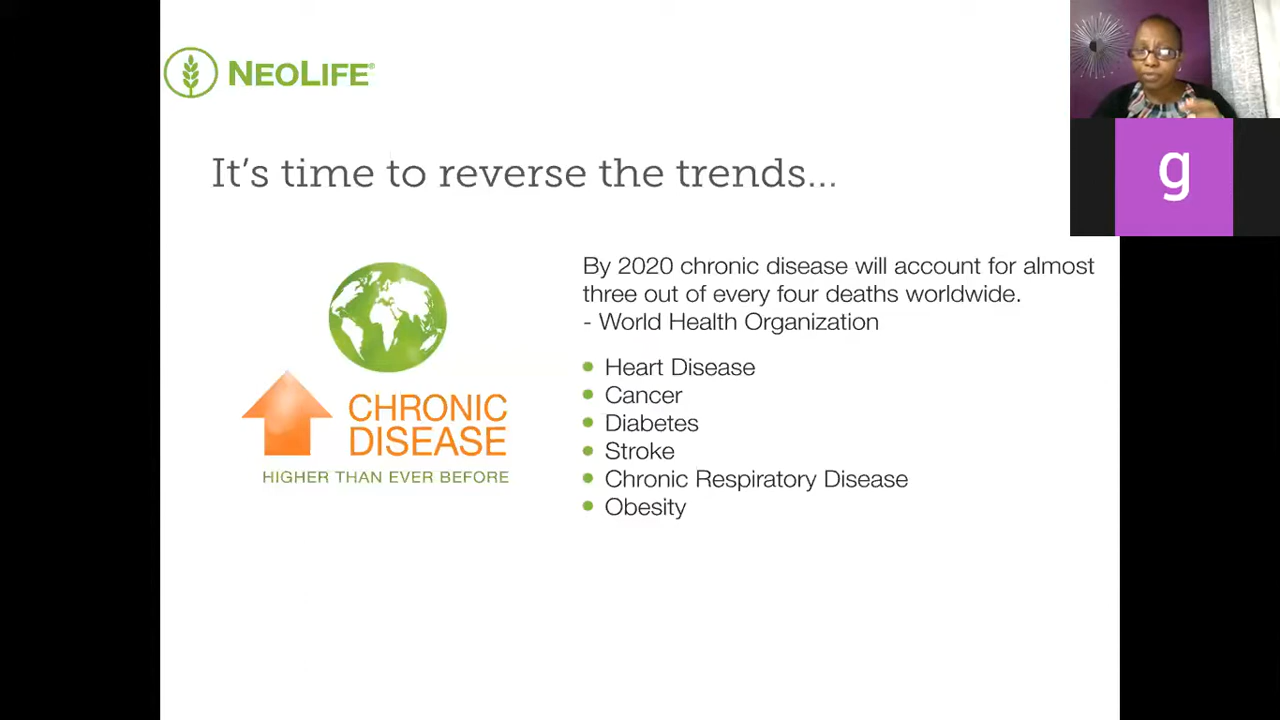 NEOLIFE®
g
It's time to reverse the trends...
By 2020 chronic disease will account for almost
three out of every four deaths worldwide.
- World Health Organization
Heart Disease
Cancer
Diabetes
Stroke
Chronic Respiratory Disease
Obesity
CHRONIC
DISEASE
HIGHER THAN EVER BEFORE